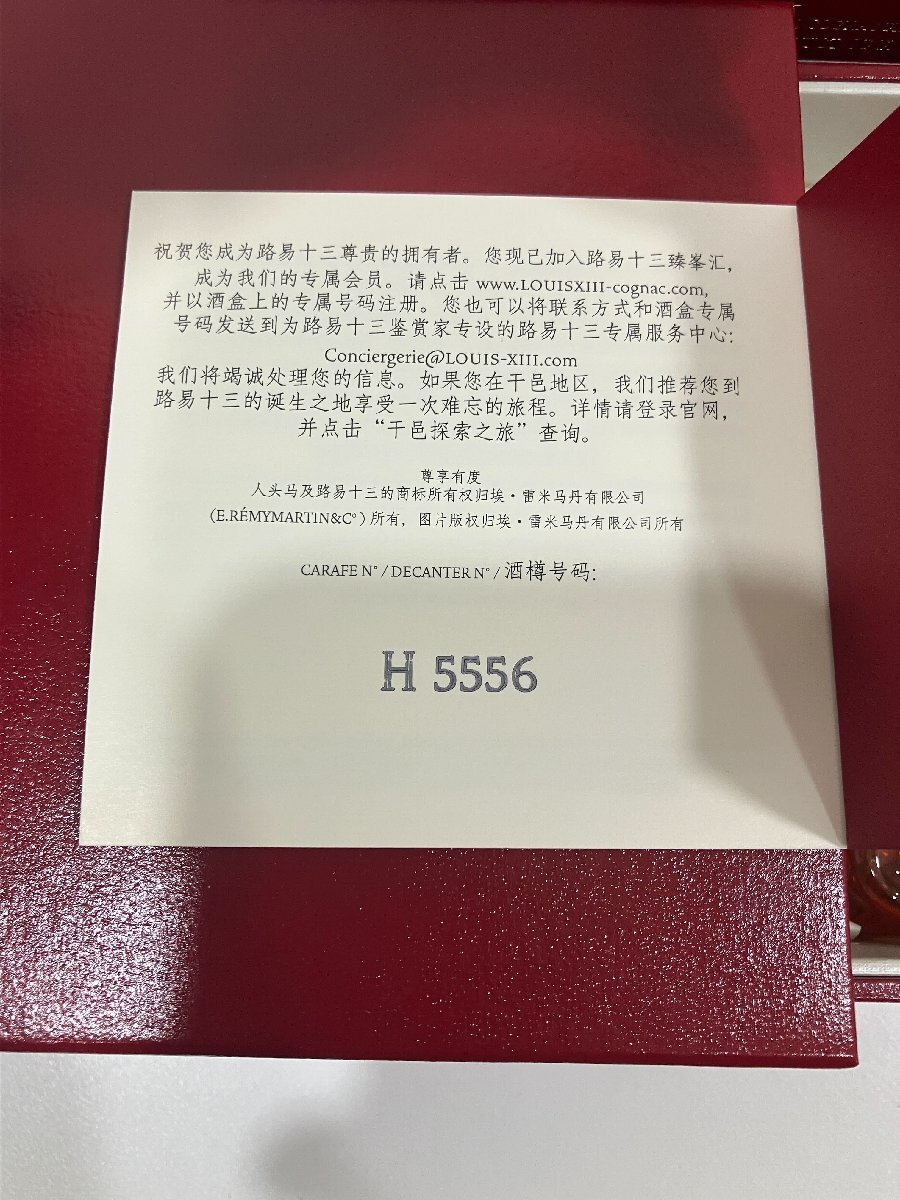 祝贺您成为路易十三尊贵的拥有者。您现已加入路易十三臻峯汇，
成为我们的专属会员。请点击 www.LOUISXIII-cognac.com,
并以酒盒上的专属号码注册。您也可以将联系方式和酒盒专属
号码发送到为路易十三鉴赏家专设的路易十三专属服务中心:
Conciergerie@LOUIS-XIII.com
我们将竭诚处理您的信息。如果您在干邑地区，我们推荐您到
路易十三的诞生之地享受一次难忘的旅程。详情请登录官网，
并点击“干邑探索之旅”查询。
尊享有度
人头马及路易十三的商标所有权归埃·雷米马丹有限公司
(E.RÉMYMARTIN&C°)所有，图片版权归埃·雷米马丹有限公司所有
CARAFE N°/DECANTER N°/酒樽号码:
H 5556